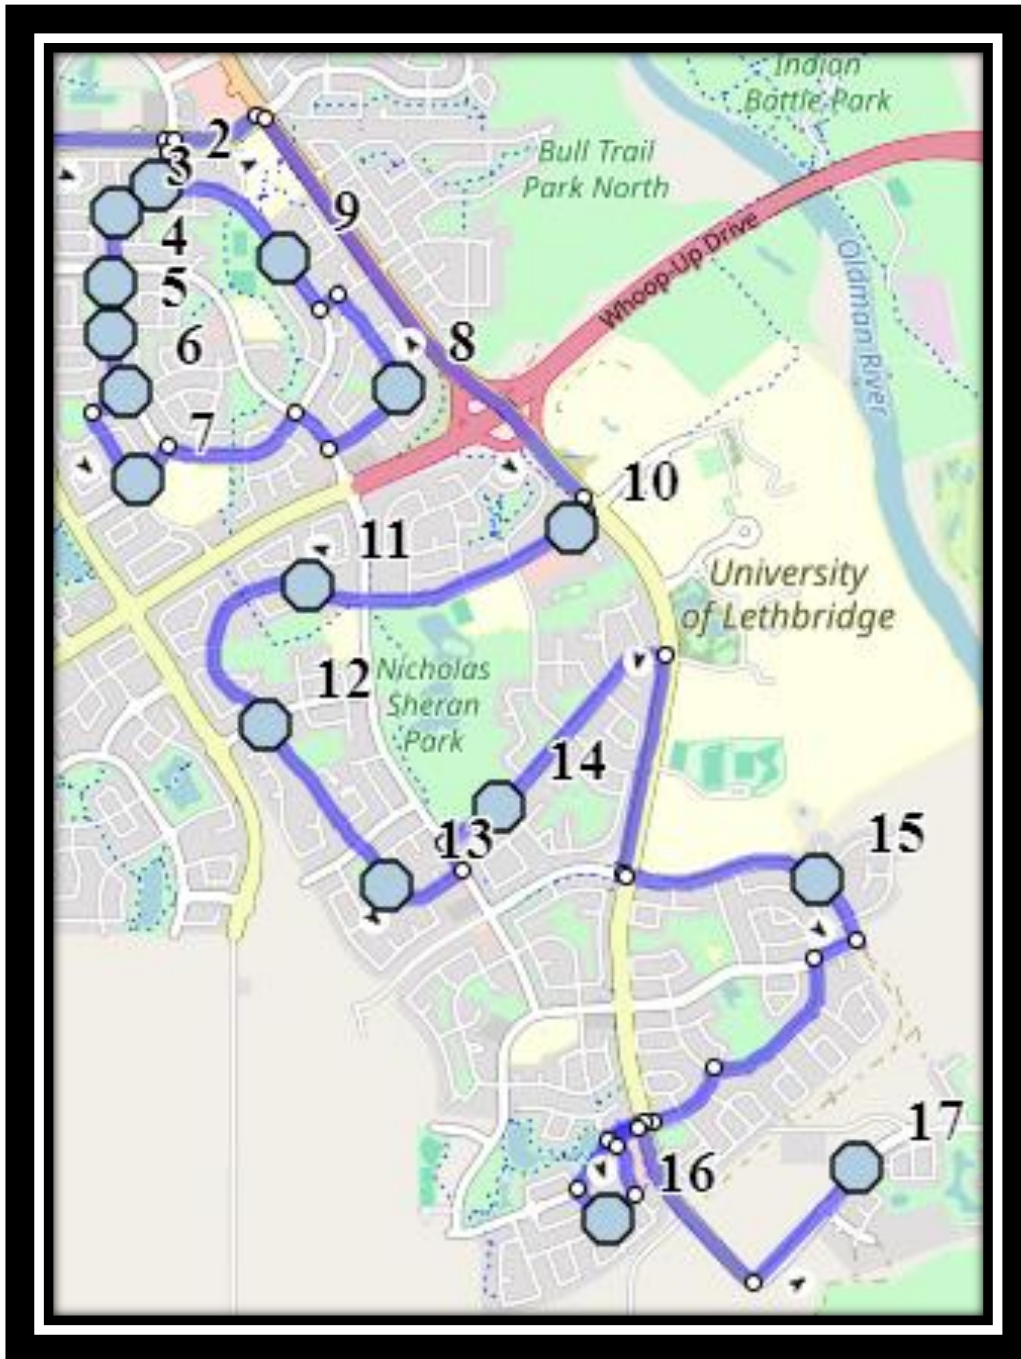 Indian
Battle Park
2
Bull Trail
Park North
3
9
4
Whoop-Up Drive
Oldman River
5
6
8
7
10
11
University
of Lethbridge
12
Nicholas
Sheran
Park
14
13
15
17
16